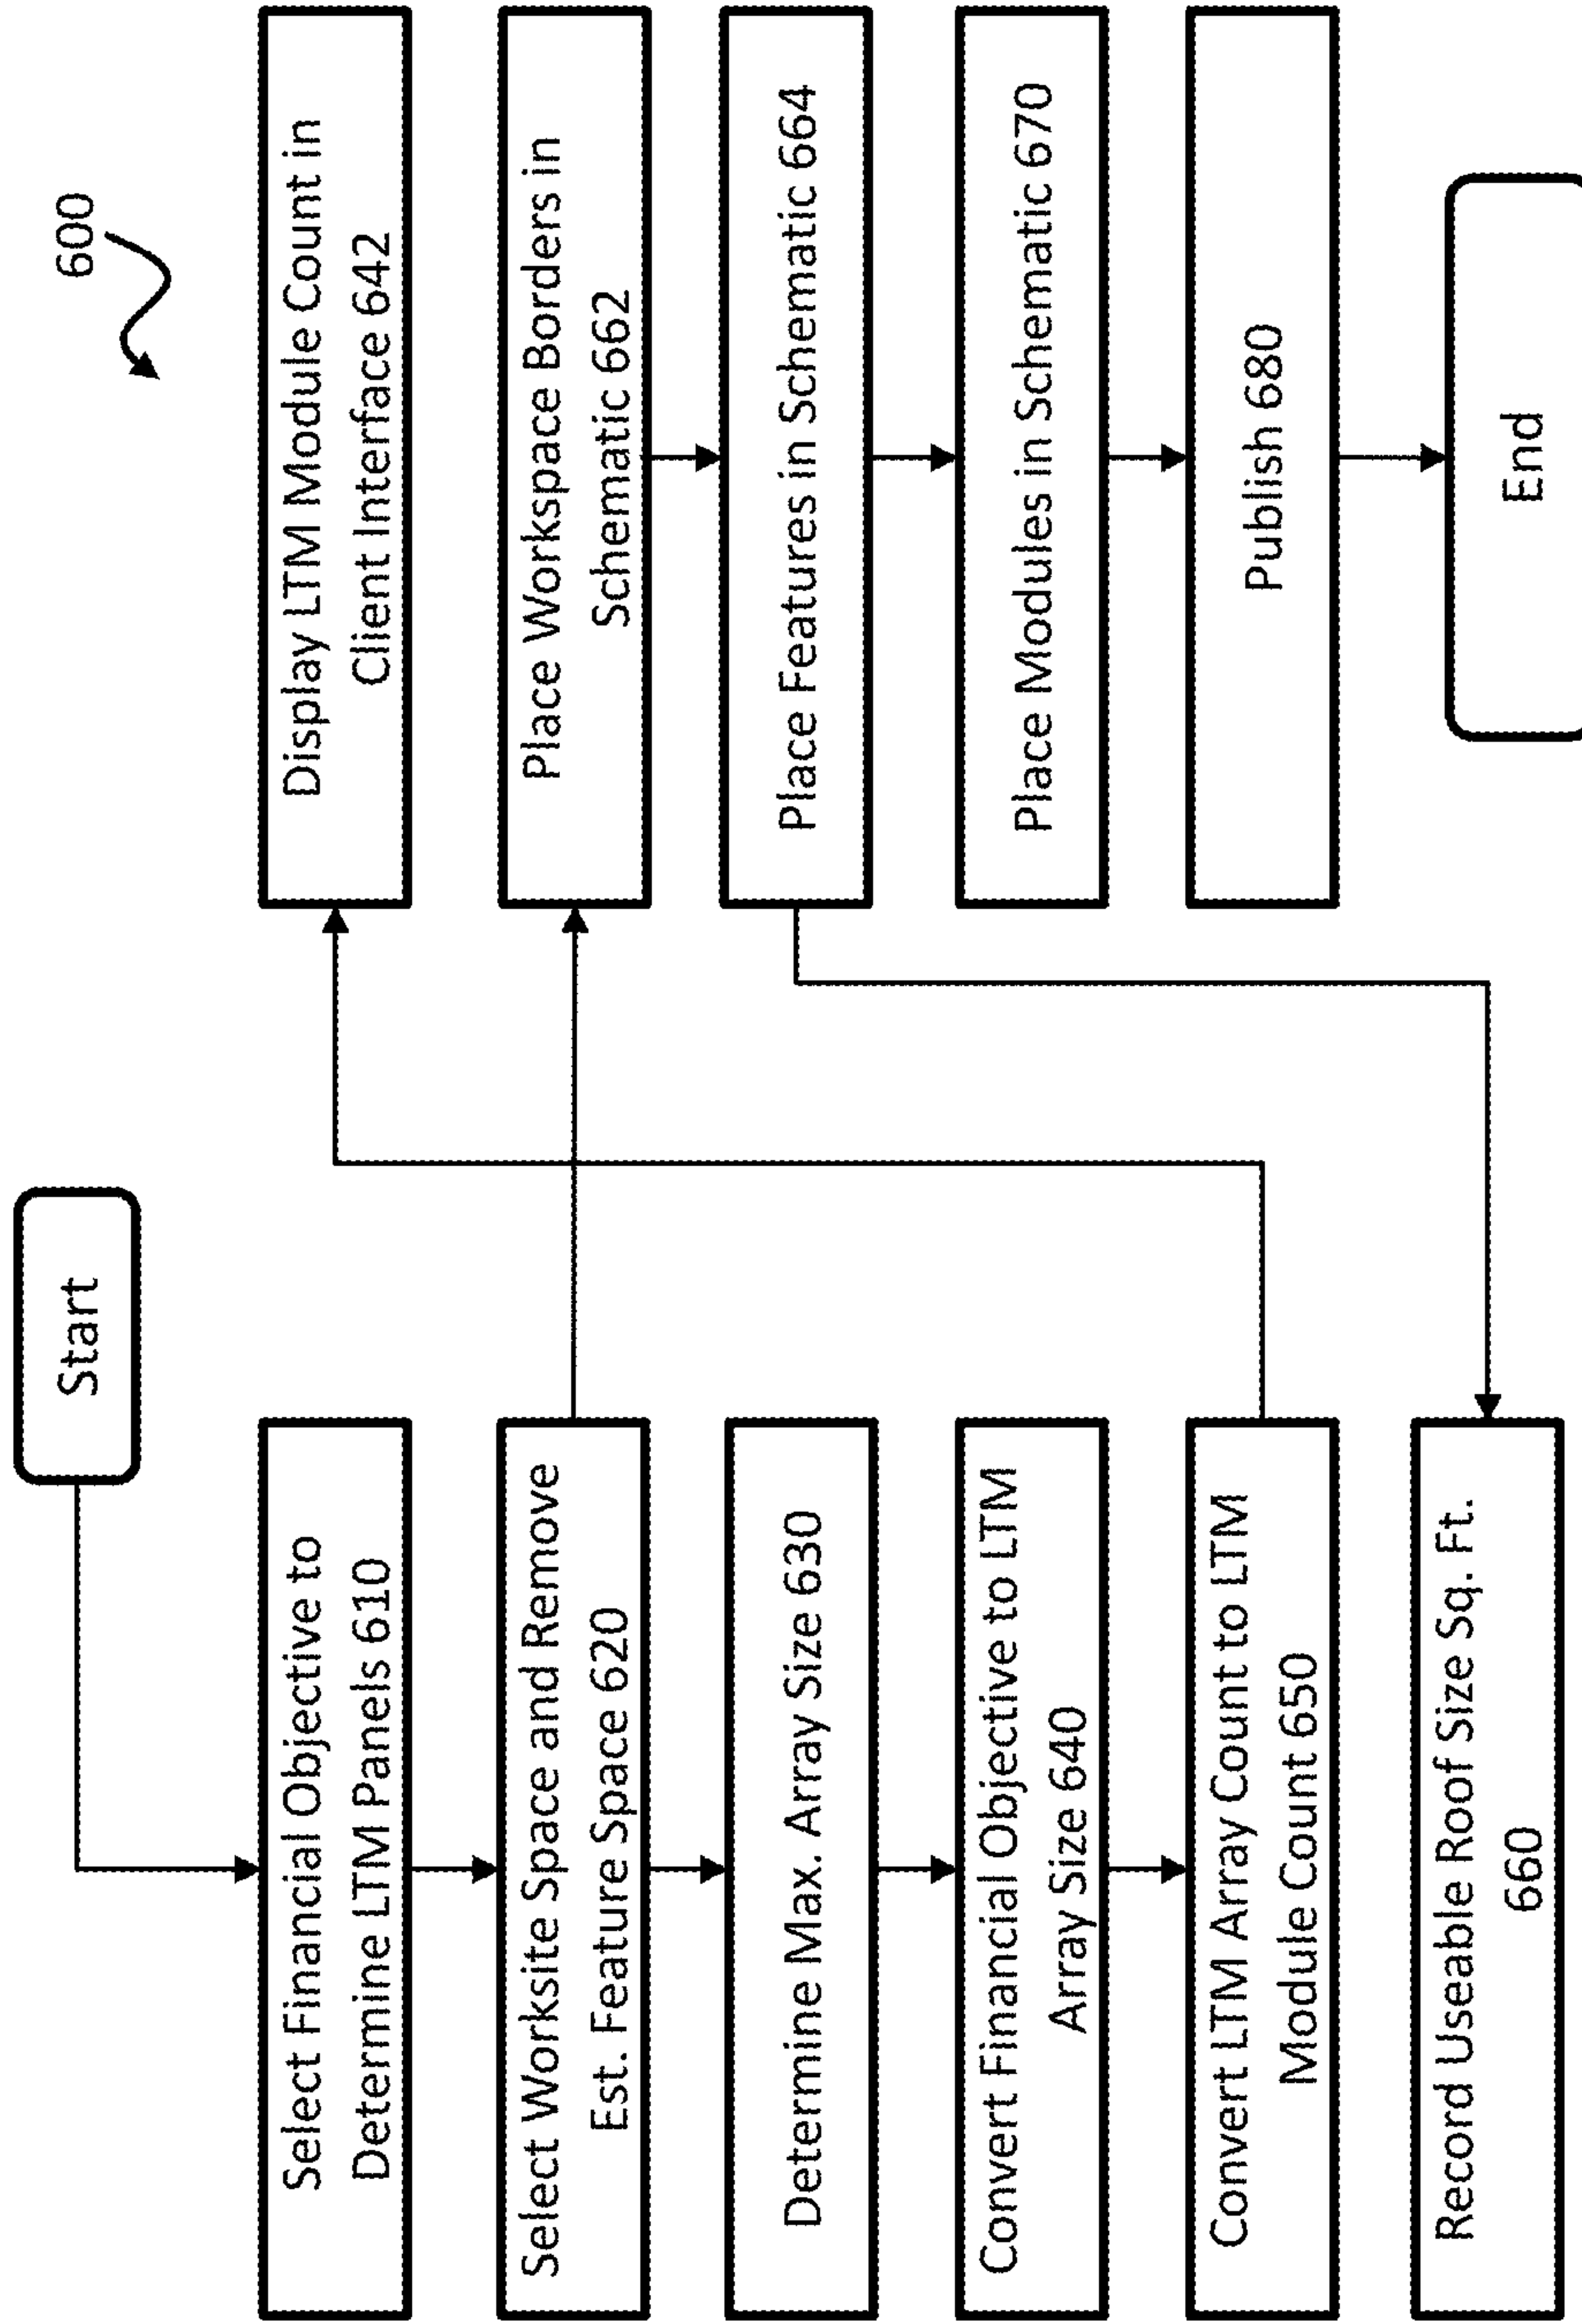 600
Start
Select Financial Objective to
Determine LTM Panels 610
Select Worksite Space and Remove
Est. Feature Space 620
Determine Max. Array Size 630
Convert Financial Objective to LTM
Array Size 640
Convert LTM Array Count to LTM
Module Count 650
Record Useable Roof Size Sq. Ft.
660
Display LTM Module Count in
Client Interface 642
Place Workspace Borders in
Schematic 662
Place Features in Schematic 664
Place Modules in Schematic 670
Publish 680
End